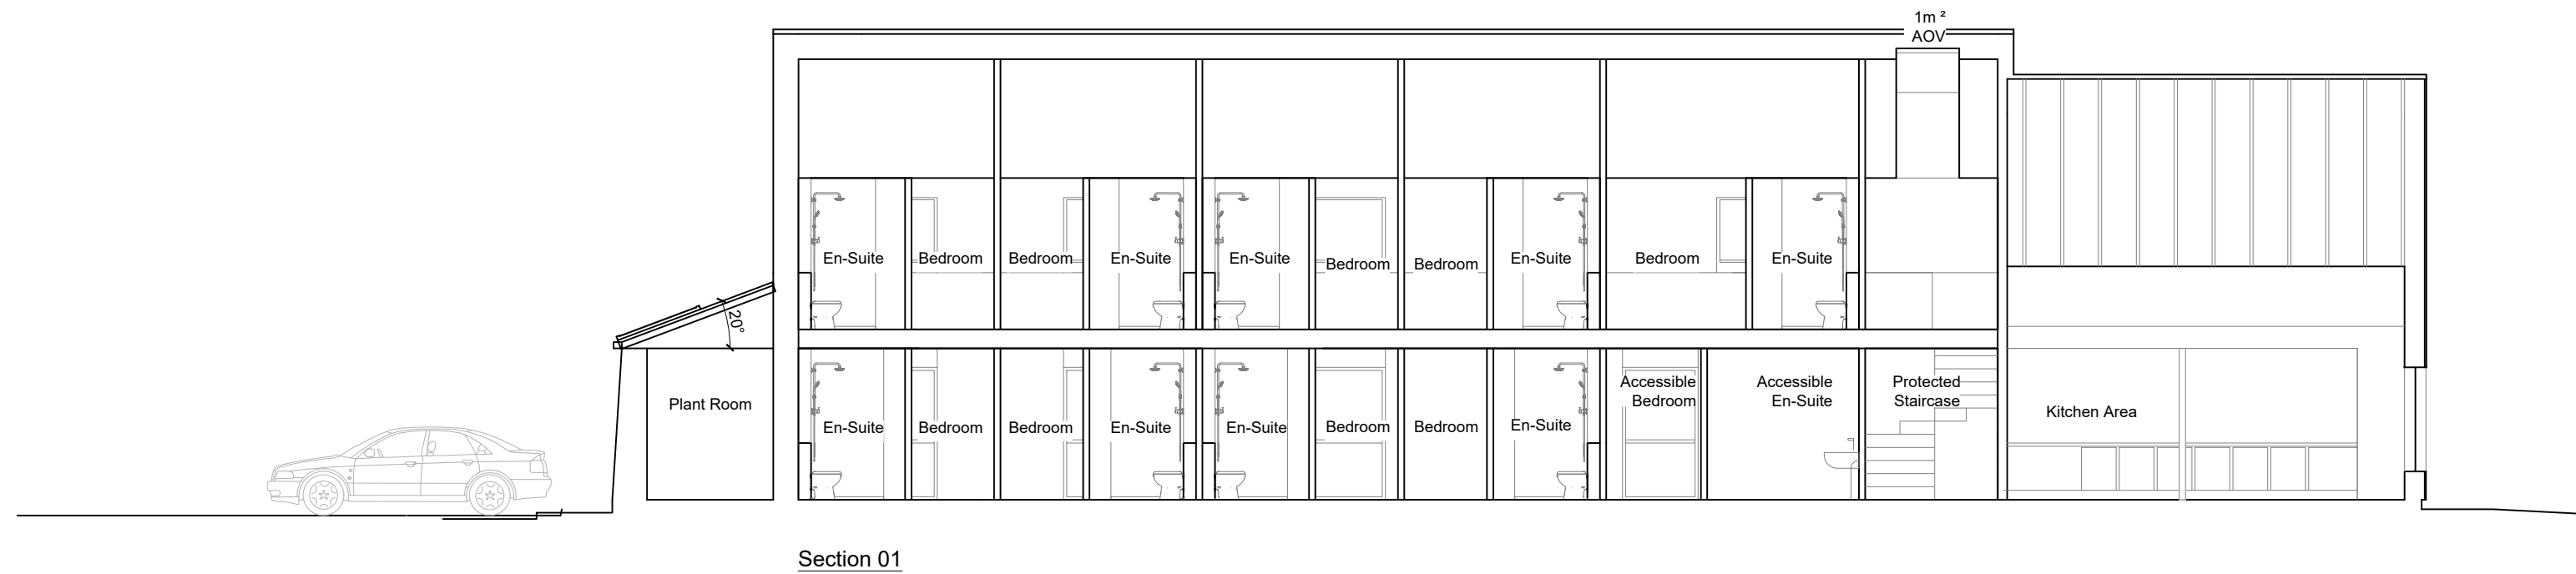 1m ²
AOV
En-Suite
Bedroom
Bedroom
En-Suite
En-Suite
Bedroom
Bedroom
En-Suite
Bedroom
En-Suite
20°
Plant Room
En-Suite
Bedroom
Bedroom
En-Suite
En-Suite
Bedroom
Bedroom
En-Suite
Accessible
Bedroom
Accessible
En-Suite
Protected
Staircase
Kitchen Area
Section 01